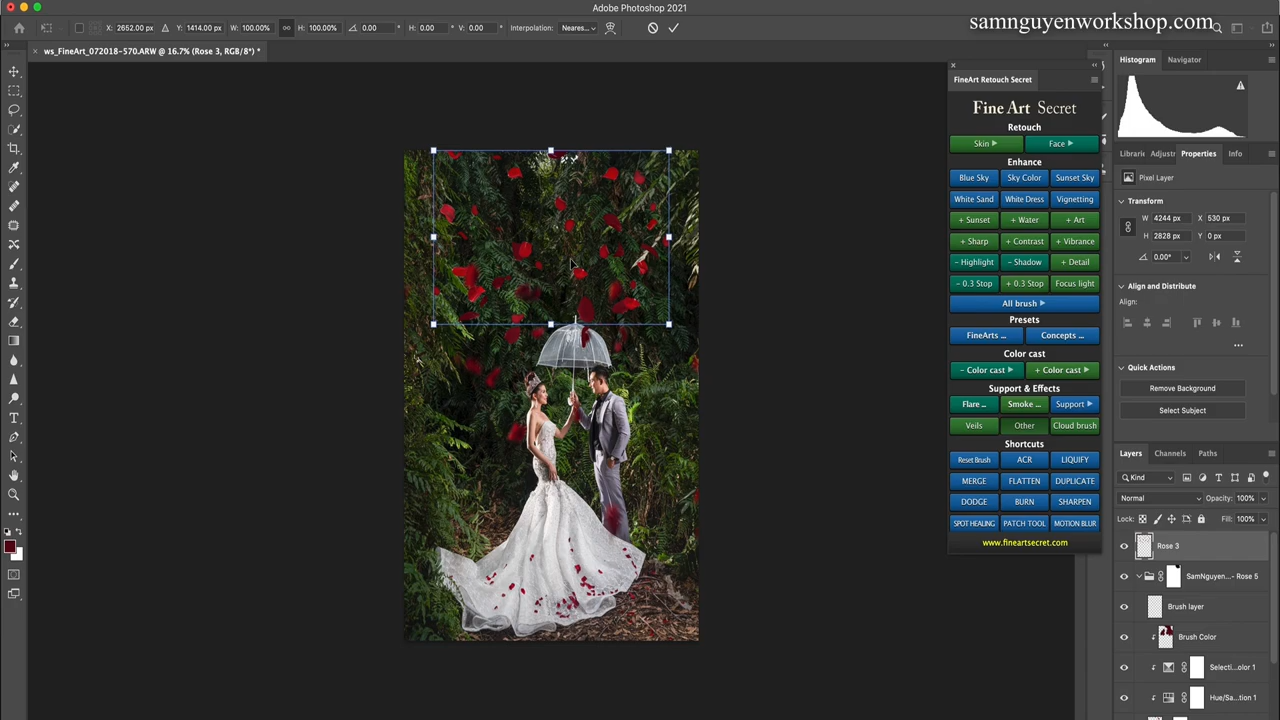 Adobe Photoshop 2021
samnguyenworkshop.com
X: 2652.00 px Y: 1414.00 px W: 100.00% H: 100.00% 0.00 H: 0.00 V: 0.00 Interpolation: Neares...
ws_FineArt_072018-570.ARW @ 16.7% (Rose 3, RGB/8*) *
FineArt Retouch Secret
Fine Art Secret
Retouch
Skin Face
Enhance
Blue Sky Sky Color Sunset Sky
White Sand White Dress Vignetting
+ Sunset + Water + Art
+ Sharp + Contrast + Vibrance
- Highlight - Shadow + Detail
- 0.3 Stop + 0.3 Stop Focus light
All brush
Presets
FineArts ... Concepts ...
Color cast
- Color cast + Color cast
Support & Effects
Flare ... Smoke ... Support
Veils Other Cloud brush
Shortcuts
Reset Brush ACR LIQUIFY
MERGE FLATTEN DUPLICATE
DODGE BURN SHARPEN
SPOT HEALING PATCH TOOL MOTION BLUR
www.fineartsecret.com
Histogram Navigator
Librarie Adjustr Properties Info
Pixel Layer
Transform
W 4244 px X 530 px
H 2828 px Y 0 px
0.00°
Align and Distribute
Align:
Quick Actions
Remove Background
Select Subject
Layers Channels Paths
Kind
Normal Opacity: 100%
Lock: Fill: 100%
Rose 3
SamNguyen...- Rose 5
Brush layer
Brush Color
Selecti...olor 1
Hue/Sa...tion 1